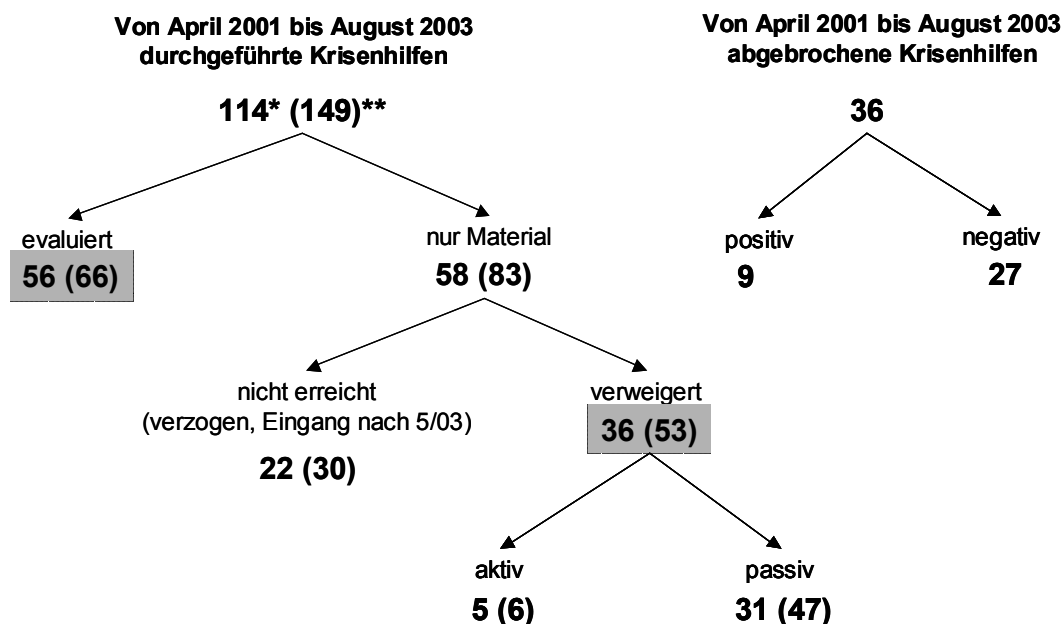 Von April 2001 bis August 2003
durchgeführte Krisenhilfen
114* (149)**
evaluiert
56 (66)
nur Material
58 (83)
nicht erreicht
(verzogen, Eingang nach 5/03)
22 (30)
verweigert
36 (53)
aktiv
5 (6)
passiv
31 (47)
Von April 2001 bis August 2003
abgebrochene Krisenhilfen
36
positiv
9
negativ
27